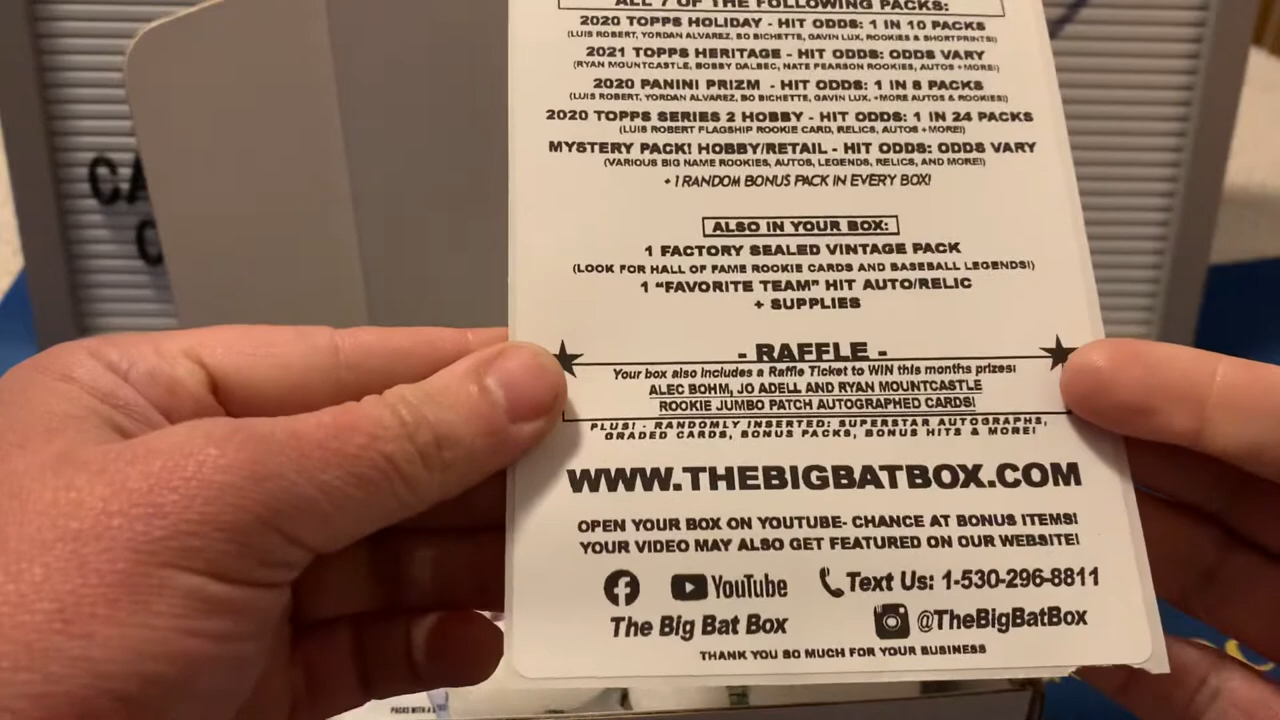 ALL 7 OF THE FOLLOWING PACKS:
2020 TOPPS HOLIDAY - HIT ODDS: 1 IN 10 PACKS
(LUIS ROBERT, YORDAN ALVAREZ, BO BICHETTE, GAVIN LUX, ROOKIES & SHORTPRINTS!)
2021 TOPPS HERITAGE - HIT ODDS: ODDS VARY
(RYAN MOUNTCASTLE, BOBBY DALBEC, NATE PEARSON ROOKIES, AUTOS +MORE!)
2020 PANINI PRIZM - HIT ODDS: 1 IN 8 PACKS
(LUIS ROBERT, YORDAN ALVAREZ, BO BICHETTE, GAVIN LUX, +MORE AUTOS & ROOKIES!)
2020 TOPPS SERIES 2 HOBBY - HIT ODDS: 1 IN 24 PACKS
(LUIS ROBERT FLAGSHIP ROOKIE CARD, RELICS, AUTOS +MORE!)
MYSTERY PACK! HOBBY/RETAIL - HIT ODDS: ODDS VARY
(VARIOUS BIG NAME ROOKIES, AUTOS, LEGENDS, RELICS, AND MORE!)
+ 1 RANDOM BONUS PACK IN EVERY BOX!
ALSO IN YOUR BOX:
1 FACTORY SEALED VINTAGE PACK
(LOOK FOR HALL OF FAME ROOKIE CARDS AND BASEBALL LEGENDS!)
1 "FAVORITE TEAM" HIT AUTO/RELIC
+ SUPPLIES
- RAFFLE -
Your box also includes a Raffle Ticket to WIN this months prizes!
ALEC BOHM, JO ADELL AND RYAN MOUNTCASTLE
ROOKIE JUMBO PATCH AUTOGRAPHED CARDS!
PLUS! - RANDOMLY INSERTED: SUPERSTAR AUTOGRAPHS,
GRADED CARDS, BONUS PACKS, BONUS HITS & MORE!
WWW.THEBIGBATBOX.COM
OPEN YOUR BOX ON YOUTUBE- CHANCE AT BONUS ITEMS!
YOUR VIDEO MAY ALSO GET FEATURED ON OUR WEBSITE!
YouTube Text Us: 1-530-296-8811
The Big Bat Box @TheBigBatBox
THANK YOU SO MUCH FOR YOUR BUSINESS
CA
C
PACKS WITH A